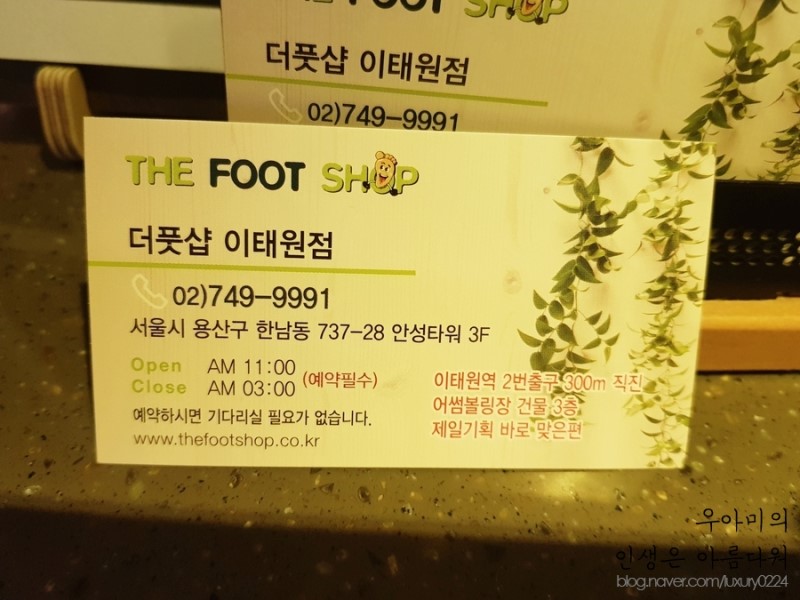 THE FOOT SHOP
더풋샵 이태원점
02)749-9991
THE FOOT SHOP
더풋샵 이태원점
02)749-9991
서울시 용산구 한남동 737-28 안성타워 3F
Open AM 11:00
Close AM 03:00 (예약필수)
예약하시면 기다리실 필요가 없습니다.
www.thefootshop.co.kr
이태원역 2번출구 300m 직진
어썸볼링장 건물 3층
제일기획 바로 맞은편
우아미의
인생은 아름다워
blog.naver.com/luxury0224